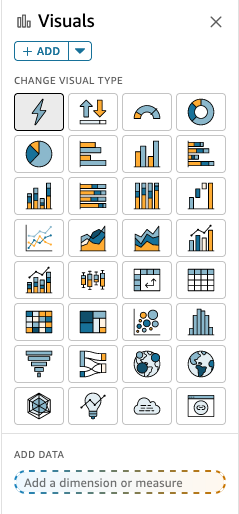 Visuals
+ ADD
CHANGE VISUAL TYPE
ADD DATA
Add a dimension or measure